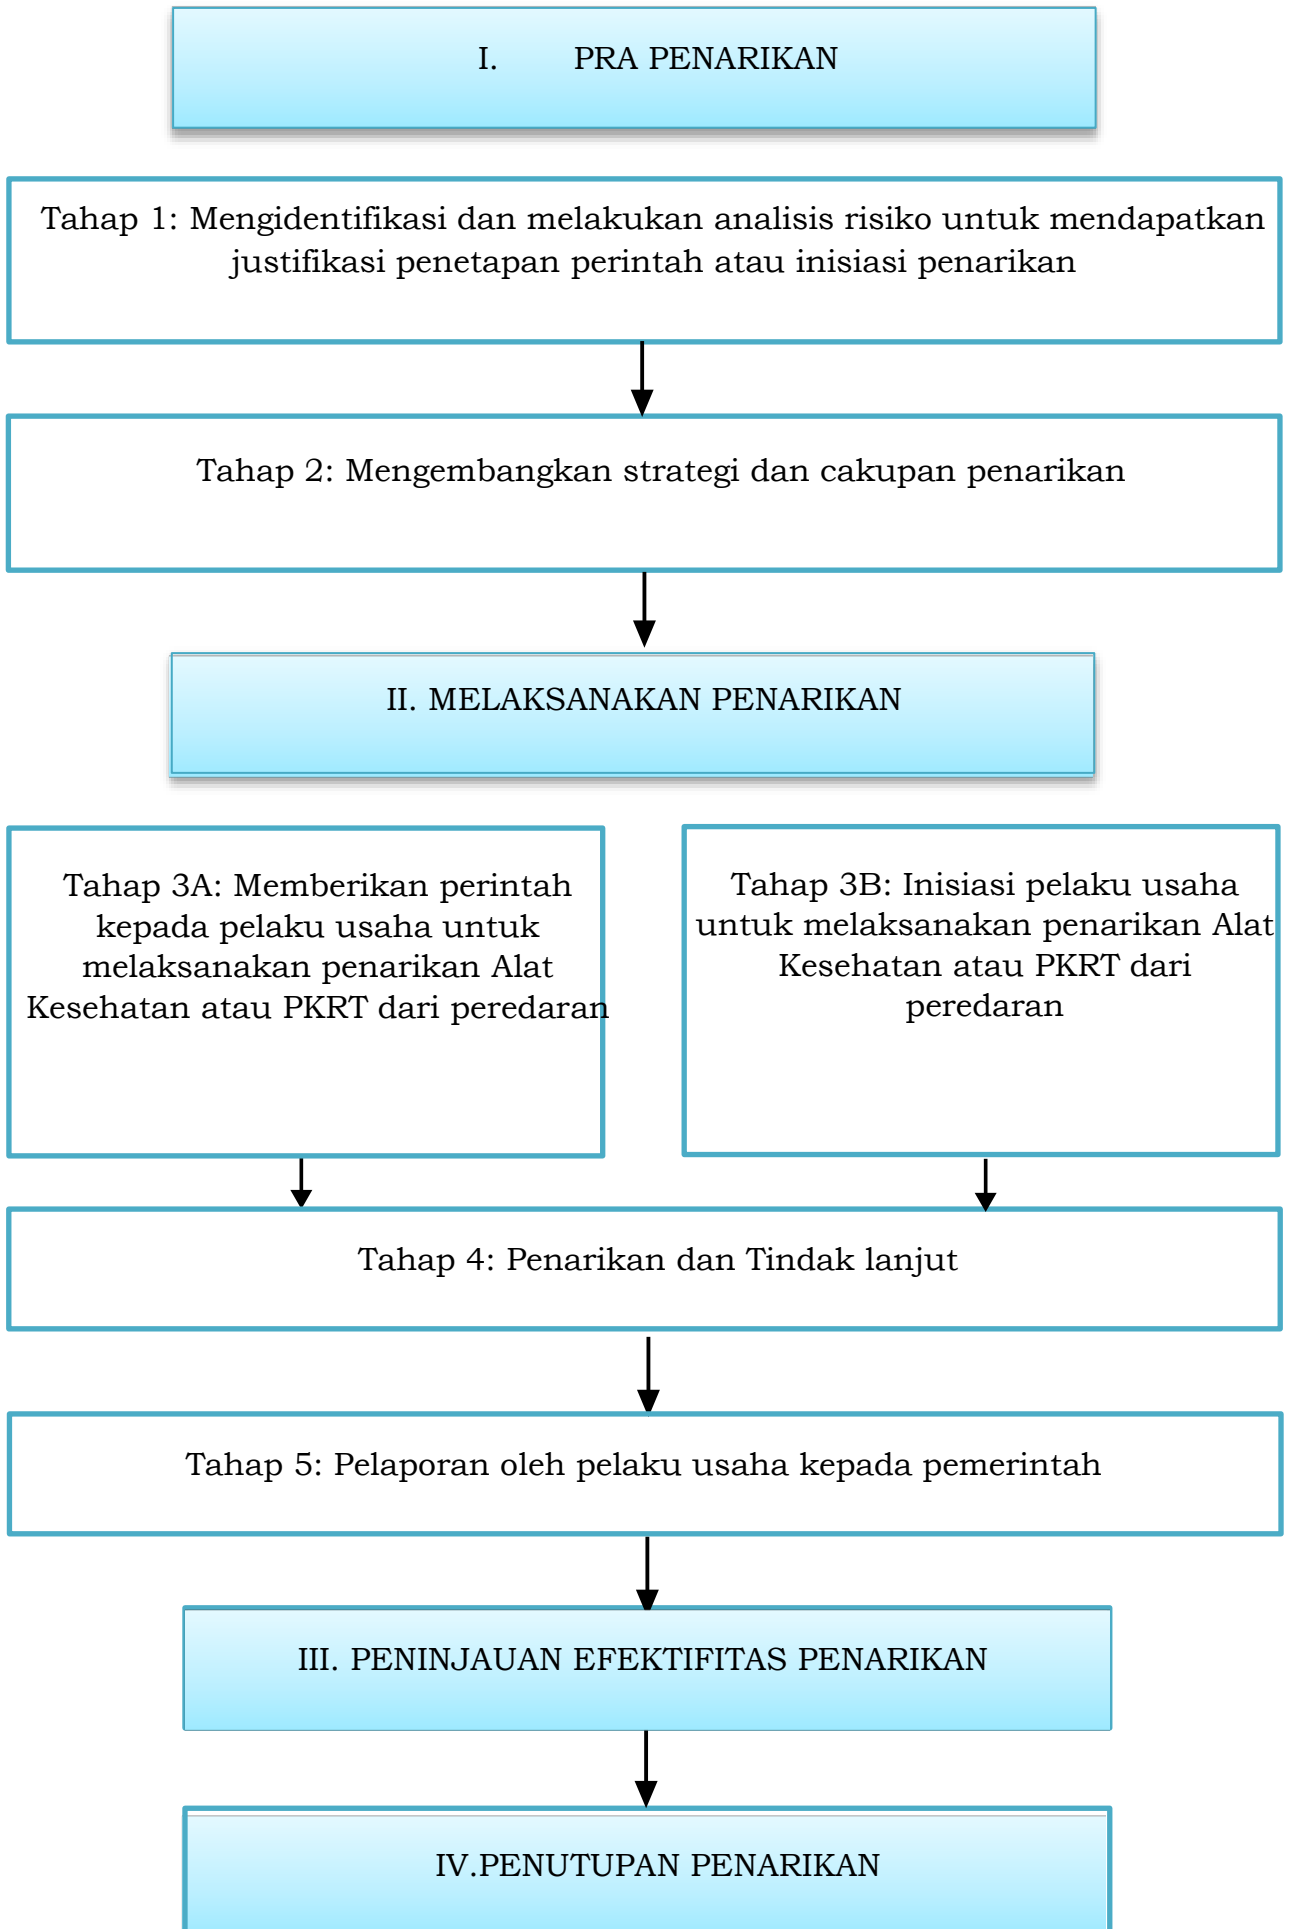 I. PRA PENARIKAN
Tahap 1: Mengidentifikasi dan melakukan analisis risiko untuk mendapatkan
justifikasi penetapan perintah atau inisiasi penarikan
Tahap 2: Mengembangkan strategi dan cakupan penarikan
II. MELAKSANAKAN PENARIKAN
Tahap 3A: Memberikan perintah
kepada pelaku usaha untuk
melaksanakan penarikan Alat
Kesehatan atau PKRT dari peredaran
Tahap 3B: Inisiasi pelaku usaha
untuk melaksanakan penarikan Alat
Kesehatan atau PKRT dari
peredaran
Tahap 4: Penarikan dan Tindak lanjut
Tahap 5: Pelaporan oleh pelaku usaha kepada pemerintah
III. PENINJAUAN EFEKTIFITAS PENARIKAN
IV.PENUTUPAN PENARIKAN